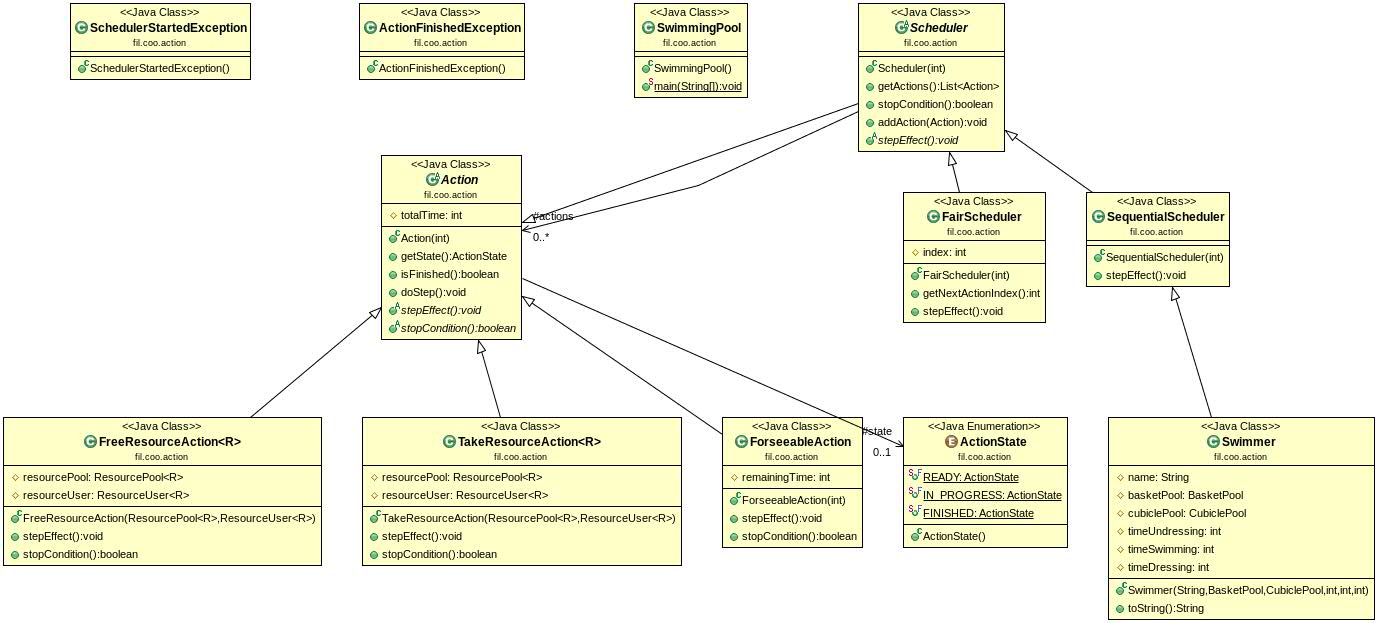 <<Java Class>>
SchedulerStartedException
fil.coo.action
SchedulerStartedException()
<<Java Class>>
ActionFinishedException
fil.coo.action
ActionFinishedException()
<<Java Class>>
SwimmingPool
fil.coo.action
SwimmingPool()
main(String[]):void
<<Java Class>>
Scheduler
fil.coo.action
Scheduler(int)
getActions():List<Action>
stopCondition():boolean
addAction(Action):void
stepEffect():void
<<Java Class>>
Action
fil.coo.action
totalTime: int
Action(int)
getState():ActionState
isFinished():boolean
doStep():void
stepEffect():void
stopCondition():boolean
#actions
0..*
<<Java Class>>
FairScheduler
fil.coo.action
index: int
FairScheduler(int)
getNextActionIndex():int
stepEffect():void
<<Java Class>>
SequentialScheduler
fil.coo.action
SequentialScheduler(int)
stepEffect():void
<<Java Class>>
FreeResourceAction<R>
fil.coo.action
resourcePool: ResourcePool<R>
resourceUser: ResourceUser<R>
FreeResourceAction(ResourcePool<R>,ResourceUser<R>)
stepEffect():void
stopCondition():boolean
<<Java Class>>
TakeResourceAction<R>
fil.coo.action
resourcePool: ResourcePool<R>
resourceUser: ResourceUser<R>
TakeResourceAction(ResourcePool<R>,ResourceUser<R>)
stepEffect():void
stopCondition():boolean
<<Java Class>>
ForseeableAction
fil.coo.action
remainingTime: int
ForseeableAction(int)
stepEffect():void
stopCondition():boolean
#state
0..1
<<Java Enumeration>>
ActionState
fil.coo.action
READY: ActionState
IN_PROGRESS: ActionState
FINISHED: ActionState
ActionState()
<<Java Class>>
Swimmer
fil.coo.action
name: String
basketPool: BasketPool
cubiclePool: CubiclePool
timeUndressing: int
timeSwimming: int
timeDressing: int
Swimmer(String,BasketPool,CubiclePool,int,int,int)
toString():String